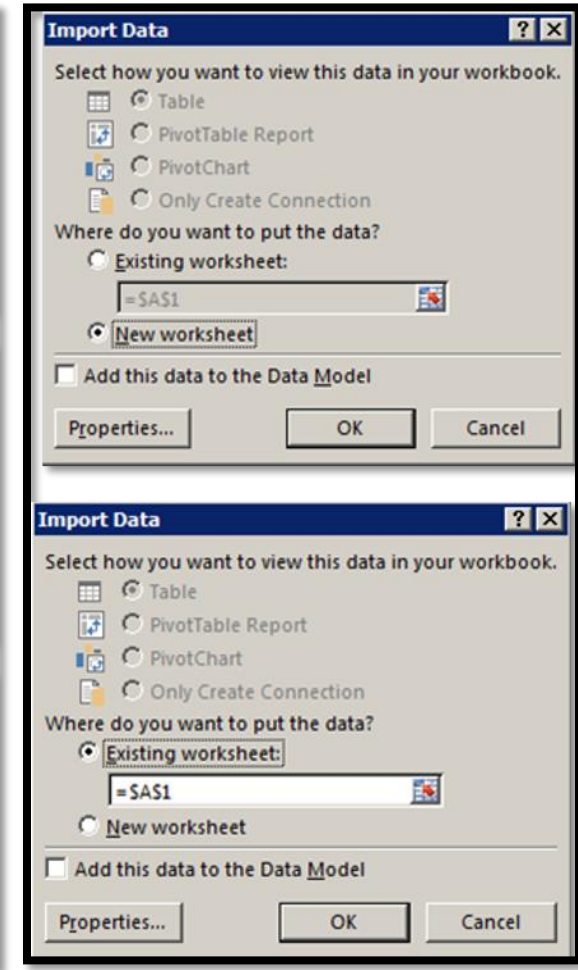 Import Data
Select how you want to view this data in your workbook.
Table
PivotTable Report
PivotChart
Only Create Connection
Where do you want to put the data?
Existing worksheet:
=$A$1
New worksheet
Add this data to the Data Model
Properties... OK Cancel
Import Data
Select how you want to view this data in your workbook.
Table
PivotTable Report
PivotChart
Only Create Connection
Where do you want to put the data?
Existing worksheet:
=$A$1
New worksheet
Add this data to the Data Model
Properties... OK Cancel